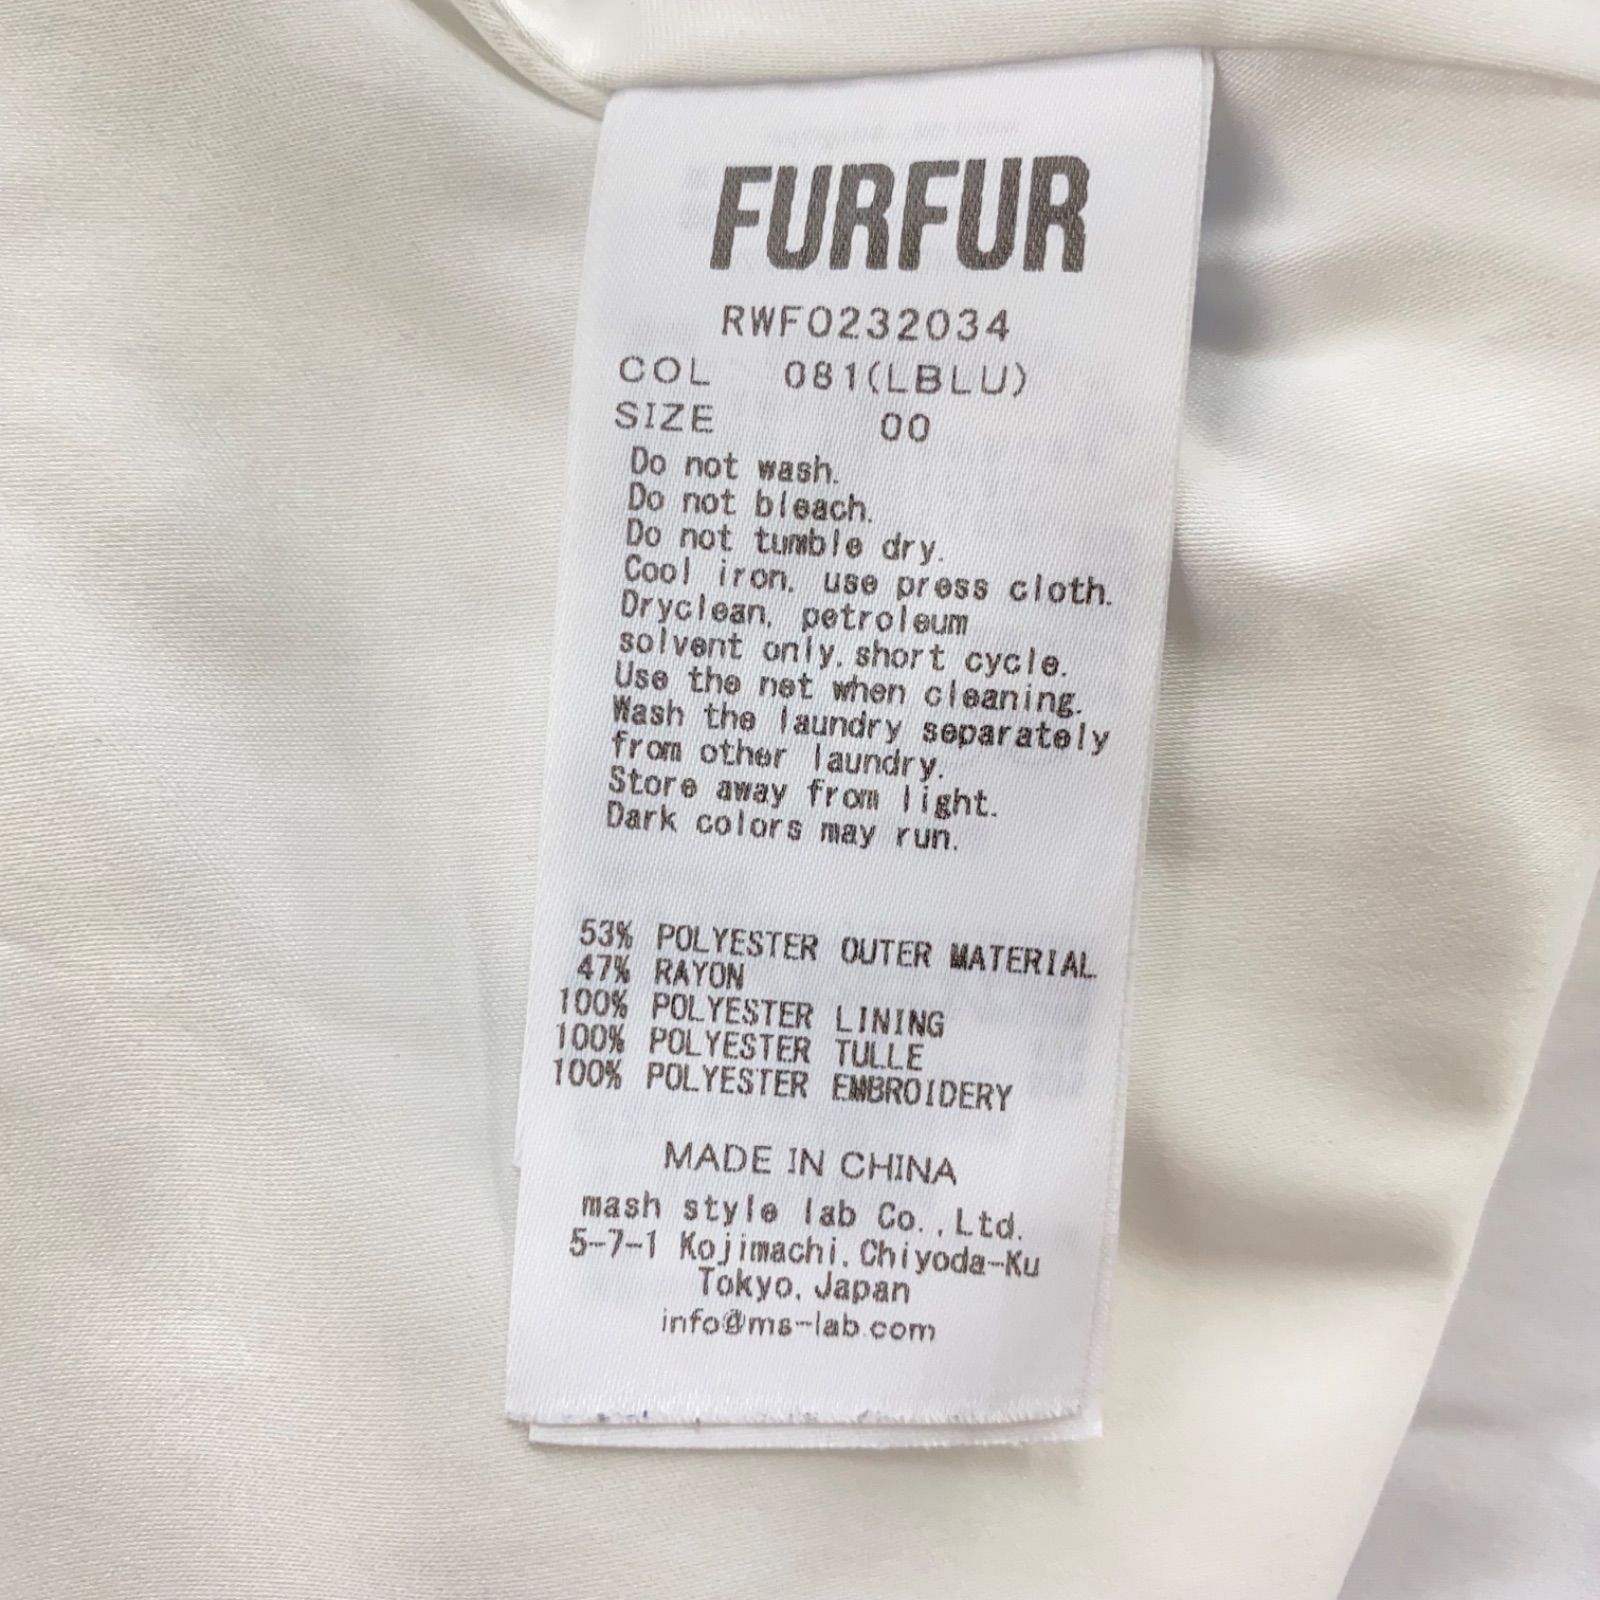 FURFUR
RWF0232034
COL 081(LBLU)
SIZE 00
Do not wash.
Do not bleach.
Do not tumble dry.
Cool iron, use press cloth.
Dryclean, petroleum
solvent only, short cycle.
Use the net when cleaning.
Wash the laundry separately
from other laundry.
Store away from light.
Dark colors may run.
53% POLYESTER OUTER MATERIAL
47% RAYON
100% POLYESTER LINING
100% POLYESTER TULLE
100% POLYESTER EMBROIDERY
MADE IN CHINA
mash style lab Co.,Ltd.
5-7-1 Kojimachi, Chiyoda-Ku
Tokyo, Japan
info@ms-lab.com